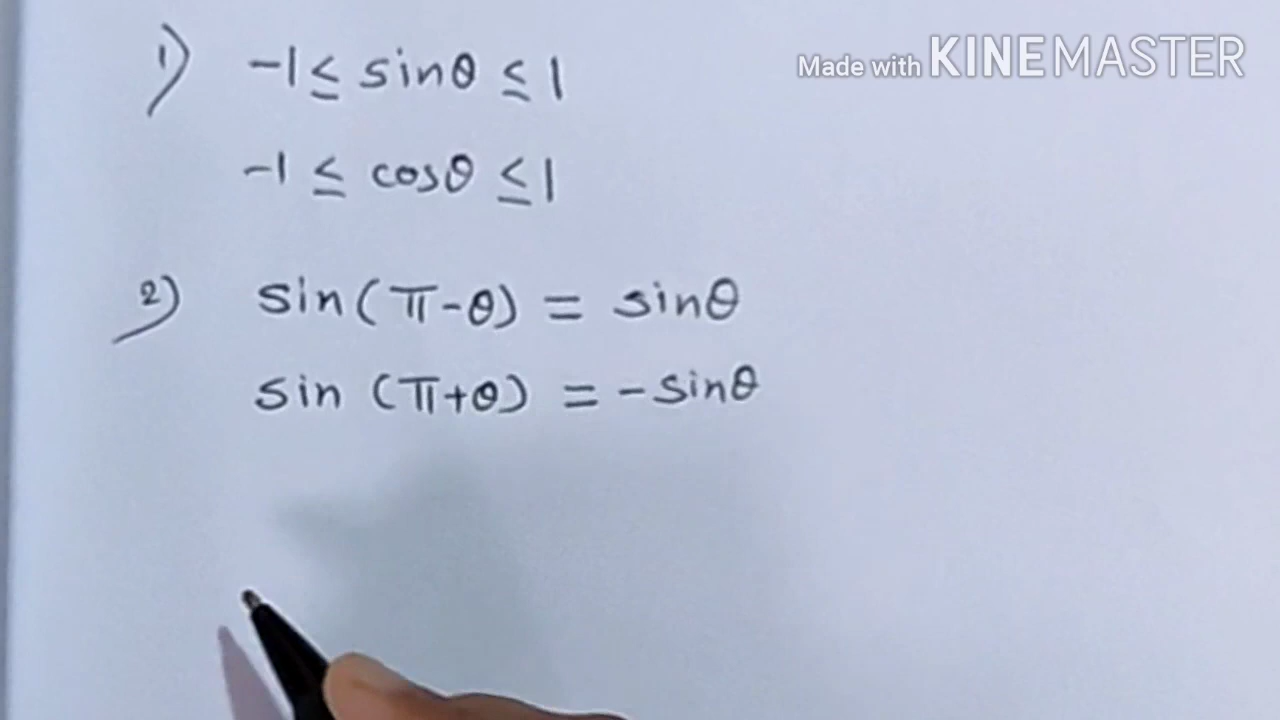 1) -1 ≤ sinθ ≤ 1
Made with KINEMASTER
-1 ≤ cosθ ≤ 1
2) sin(π-θ) = sinθ
sin (π+θ) = -sinθ